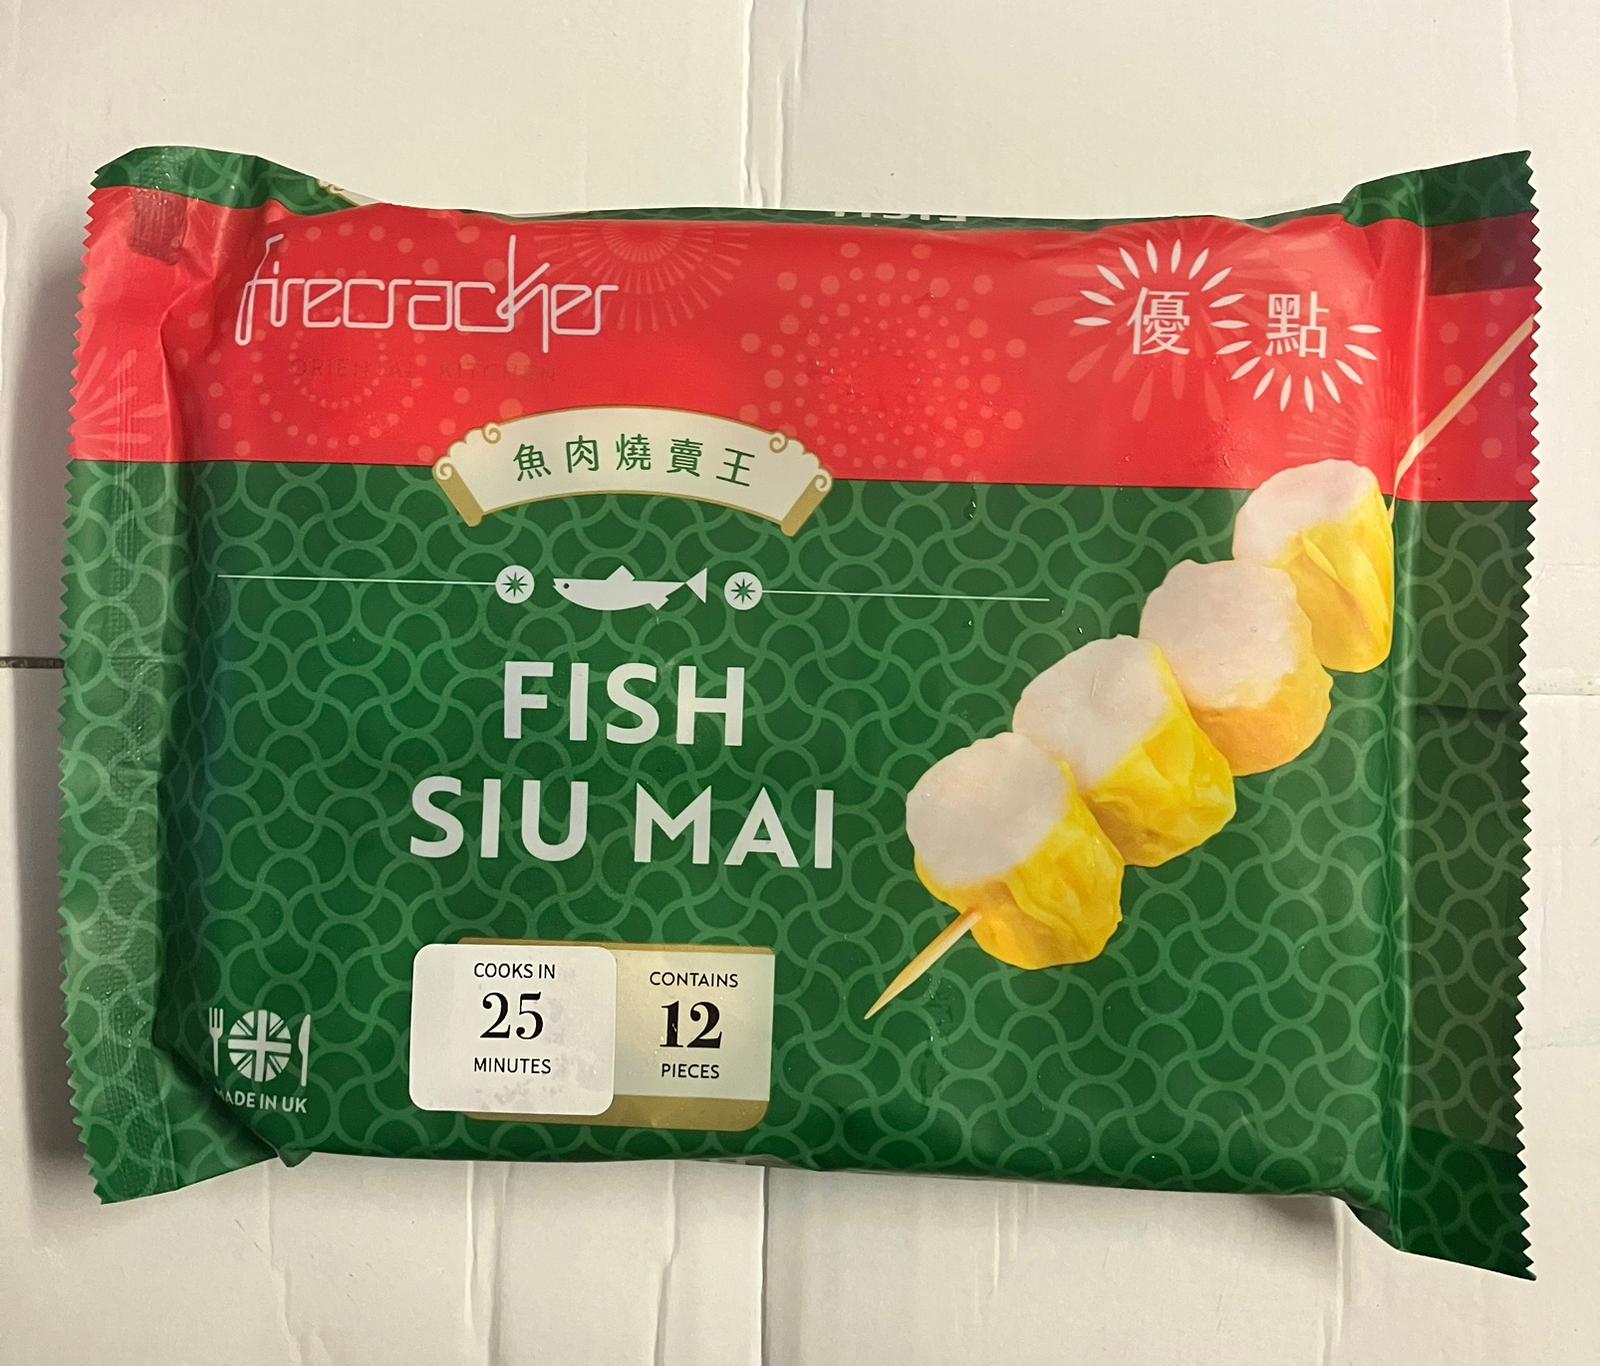 firecracker
ORIENTAL KITCHEN
優點
魚肉燒賣王
FISH
SIU MAI
COOKS IN
25
MINUTES
CONTAINS
12
PIECES
MADE IN UK